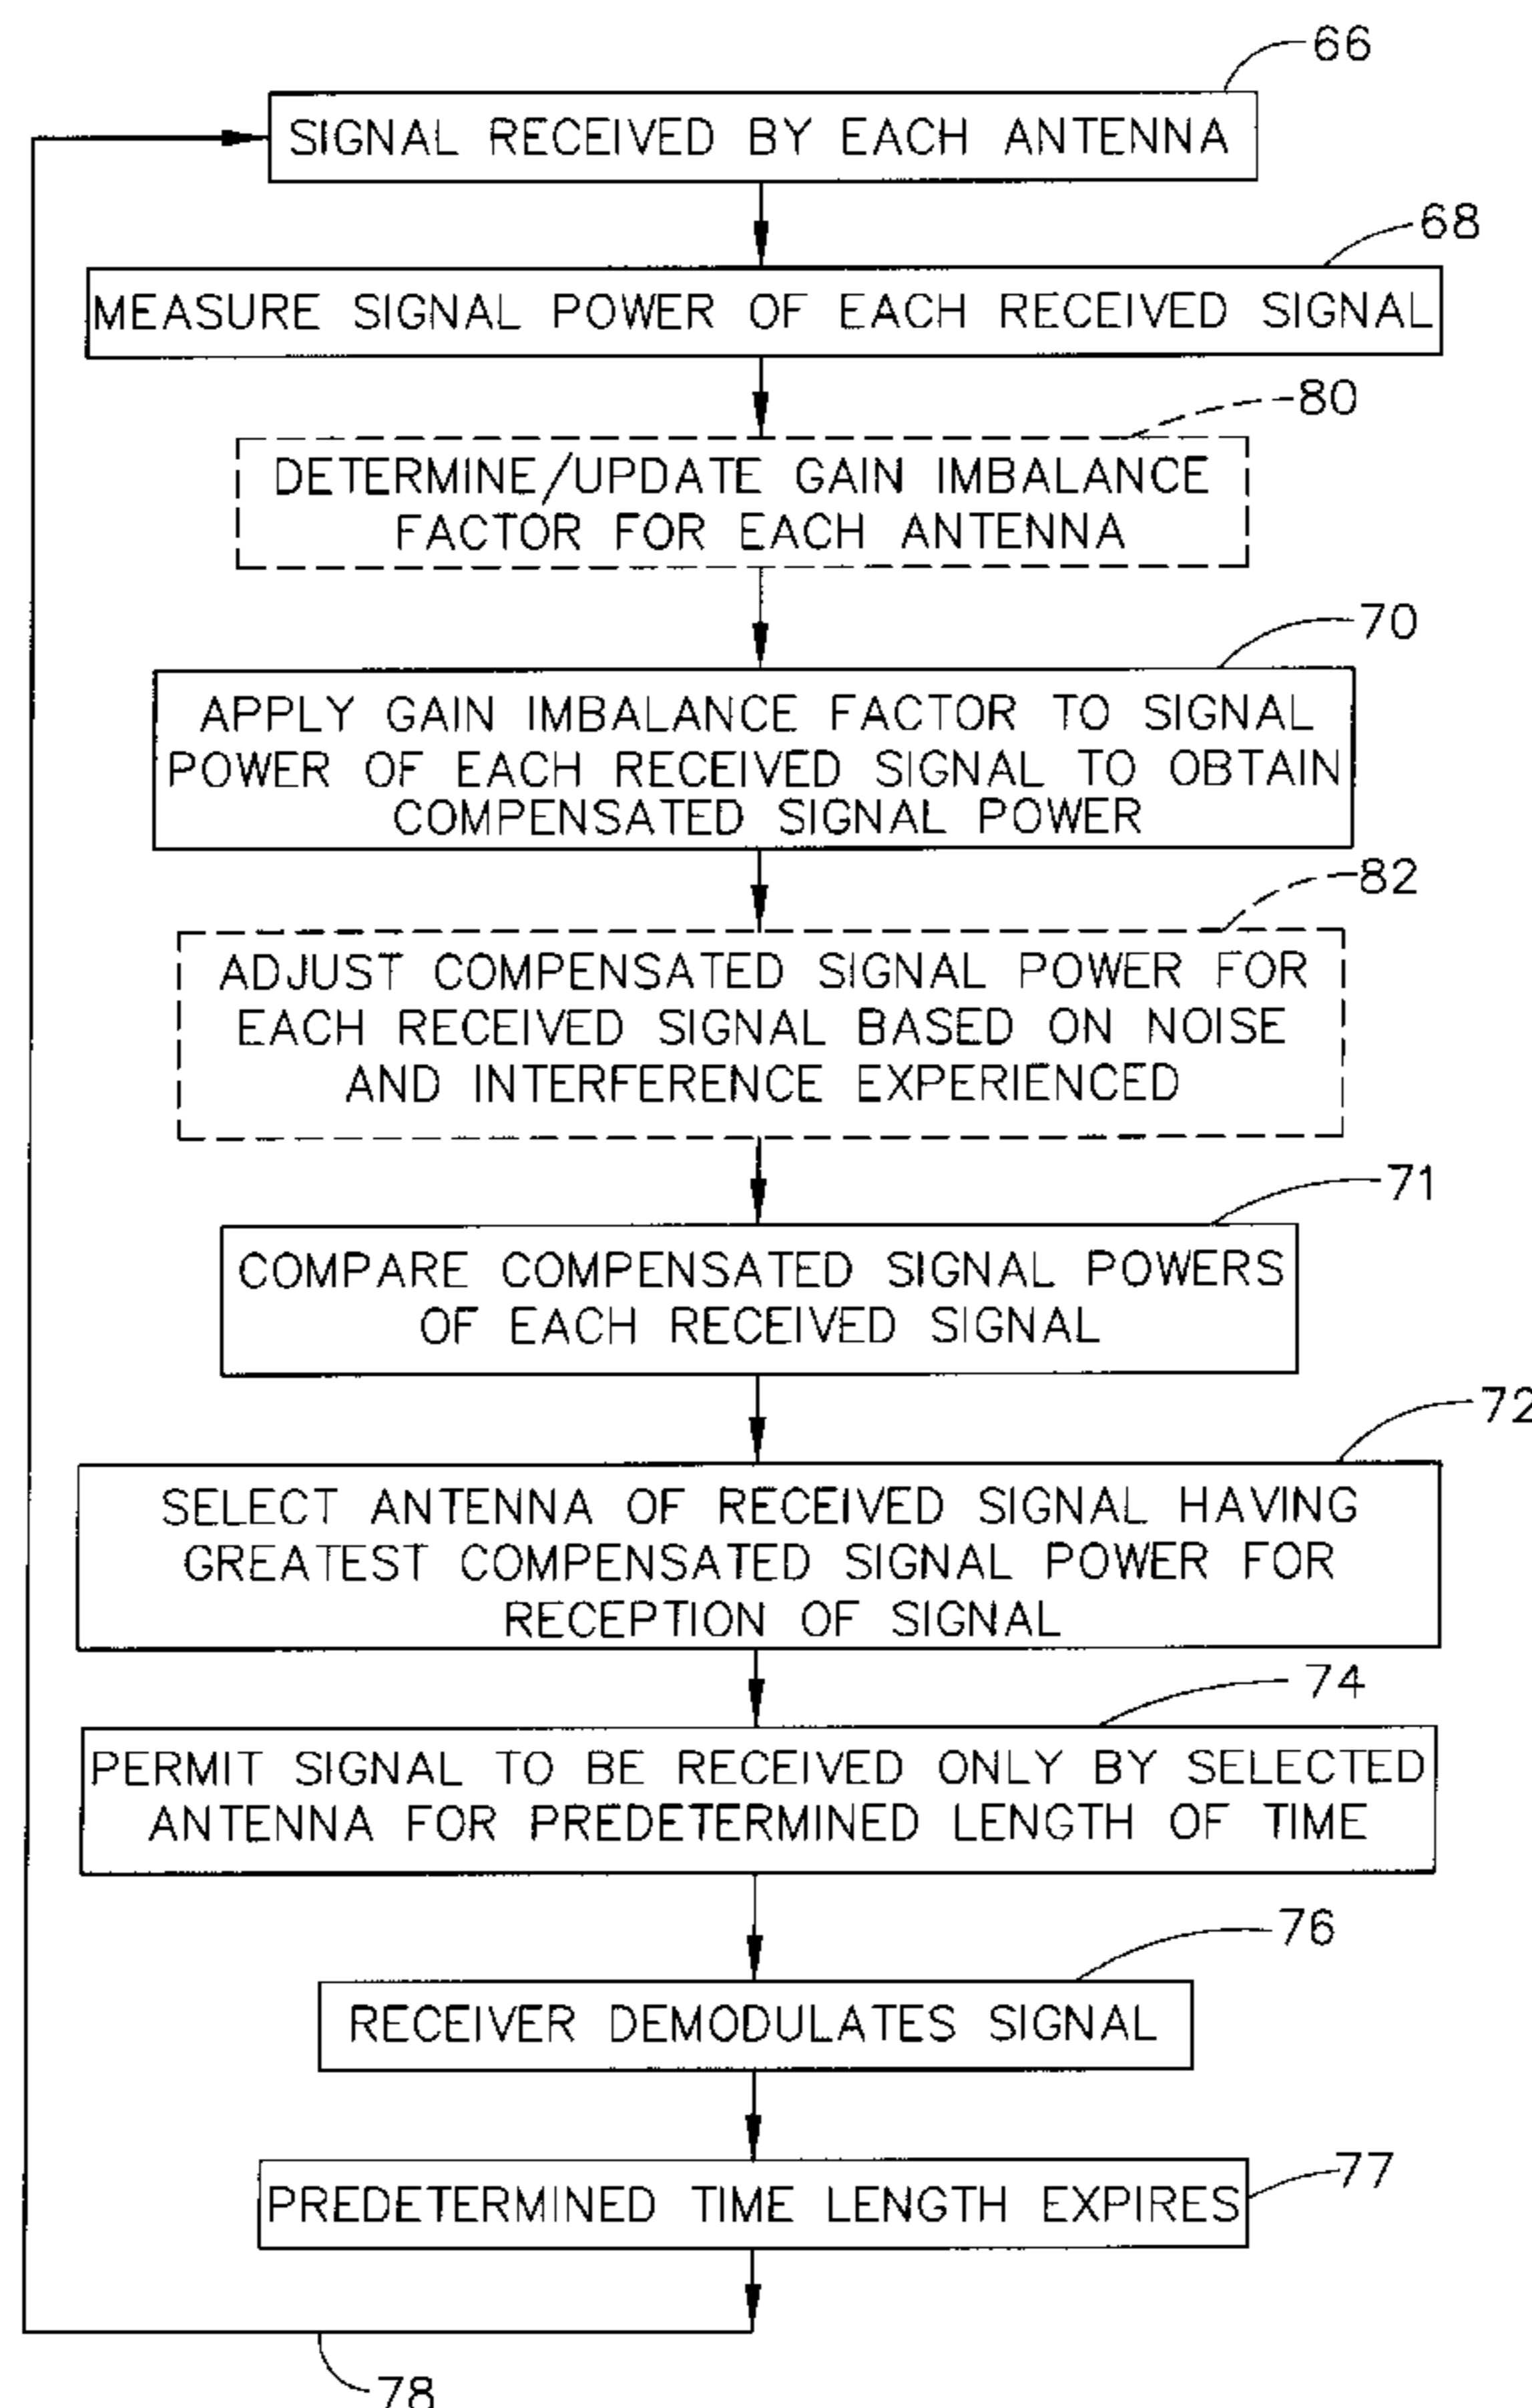 66
SIGNAL RECEIVED BY EACH ANTENNA
68
MEASURE SIGNAL POWER OF EACH RECEIVED SIGNAL
80
DETERMINE/UPDATE GAIN IMBALANCE
FACTOR FOR EACH ANTENNA
70
APPLY GAIN IMBALANCE FACTOR TO SIGNAL
POWER OF EACH RECEIVED SIGNAL TO OBTAIN
COMPENSATED SIGNAL POWER
82
ADJUST COMPENSATED SIGNAL POWER FOR
EACH RECEIVED SIGNAL BASED ON NOISE
AND INTERFERENCE EXPERIENCED
71
COMPARE COMPENSATED SIGNAL POWERS
OF EACH RECEIVED SIGNAL
72
SELECT ANTENNA OF RECEIVED SIGNAL HAVING
GREATEST COMPENSATED SIGNAL POWER FOR
RECEPTION OF SIGNAL
74
PERMIT SIGNAL TO BE RECEIVED ONLY BY SELECTED
ANTENNA FOR PREDETERMINED LENGTH OF TIME
76
RECEIVER DEMODULATES SIGNAL
77
PREDETERMINED TIME LENGTH EXPIRES
78